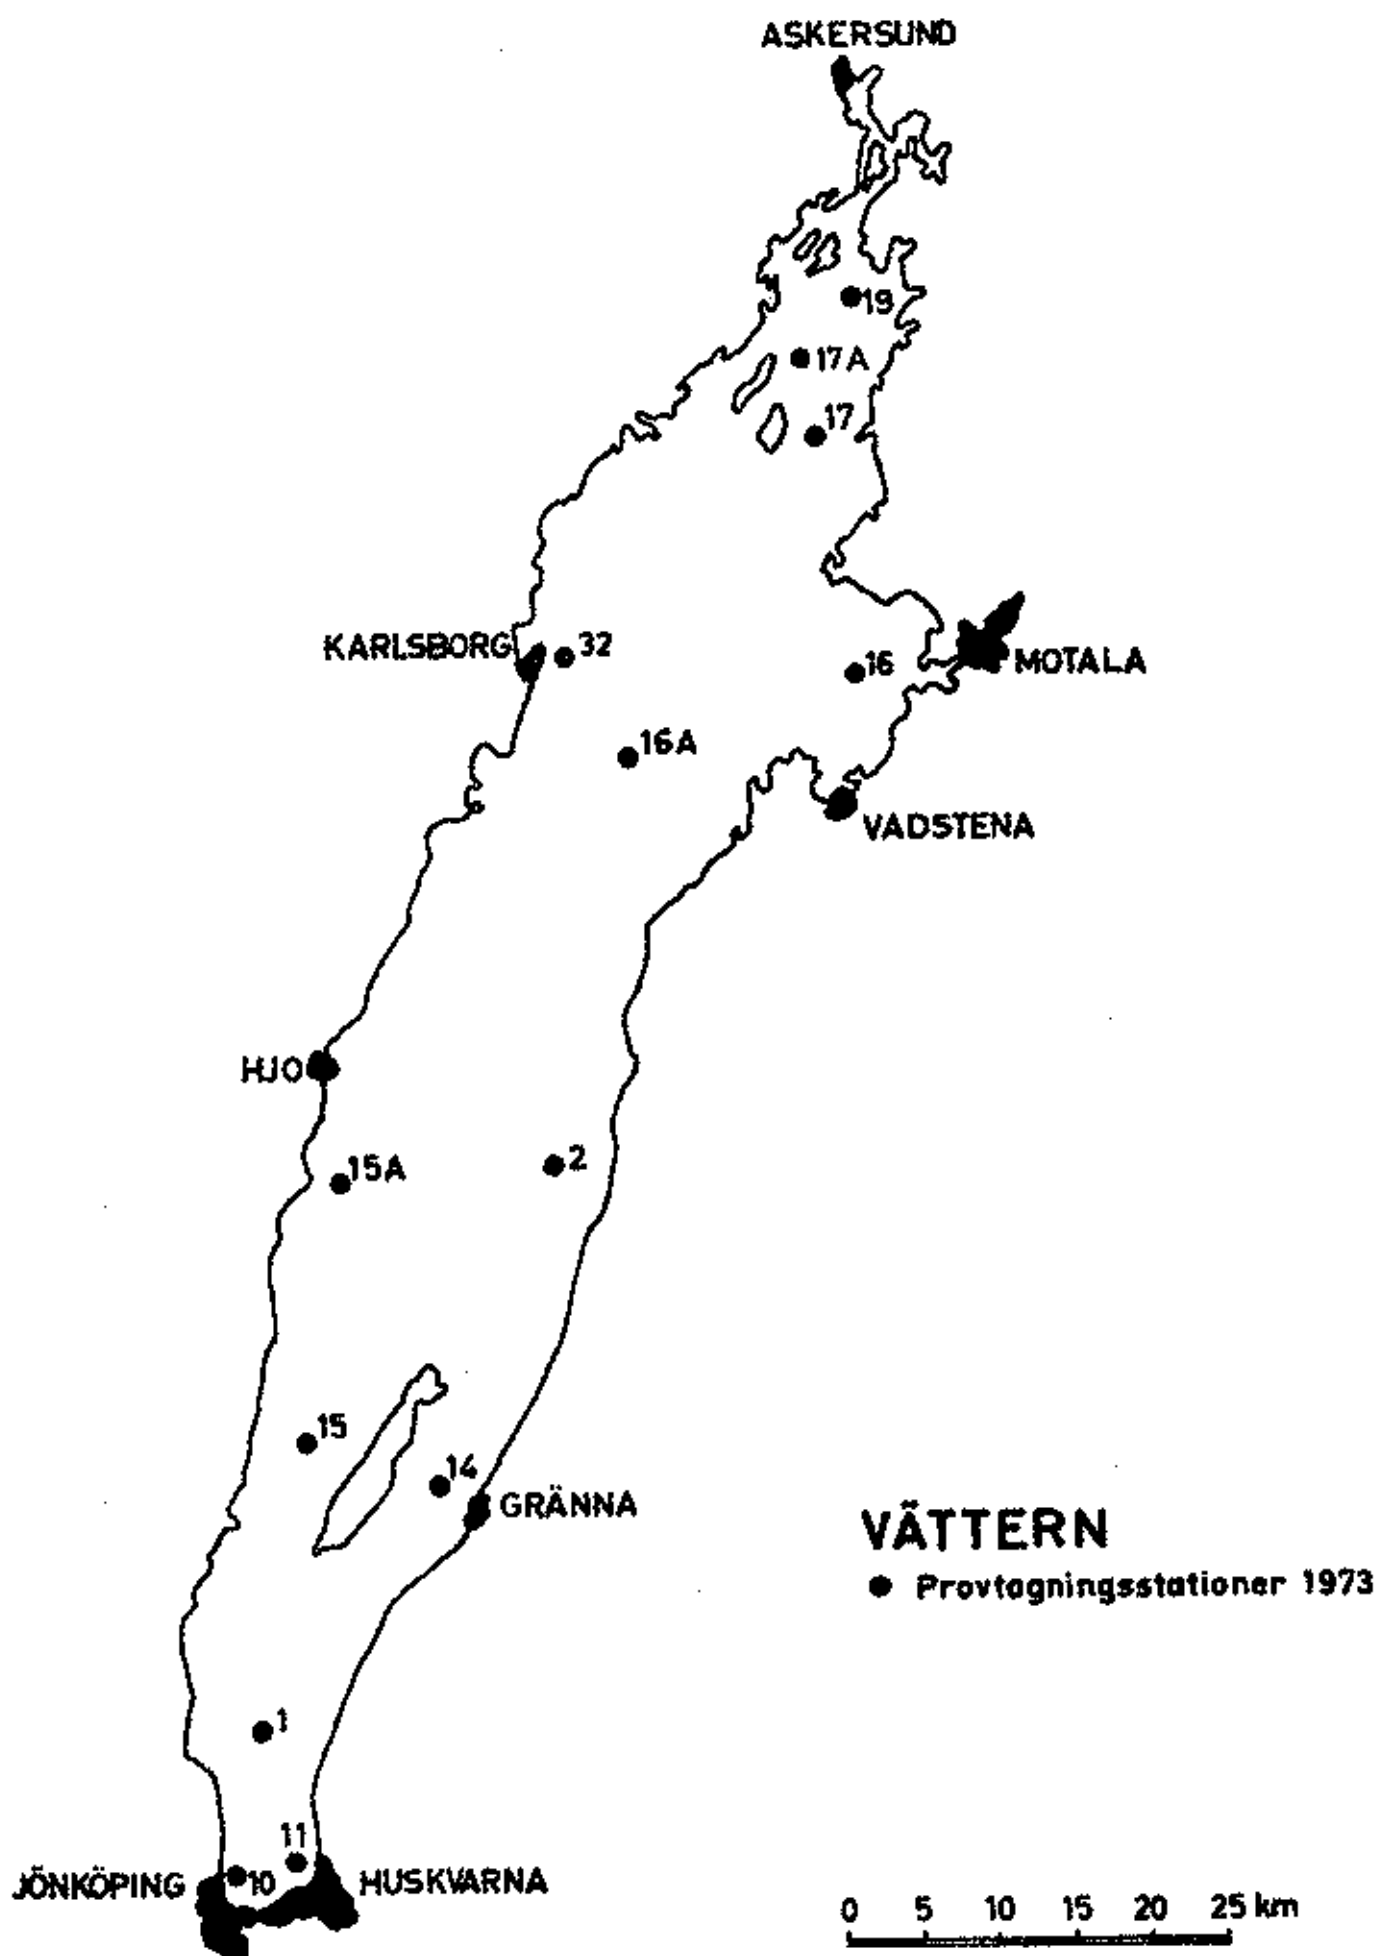 ASKERSUND
19
17A
17
KARLSBORG
32
16
MOTALA
16A
VADSTENA
HJO
15A
2
15
14
GRÄNNA
VÄTTERN
Provtagningsstationer 1973
1
11
JÖNKÖPING
10
HUSKVARNA
0 5 10 15 20 25 km